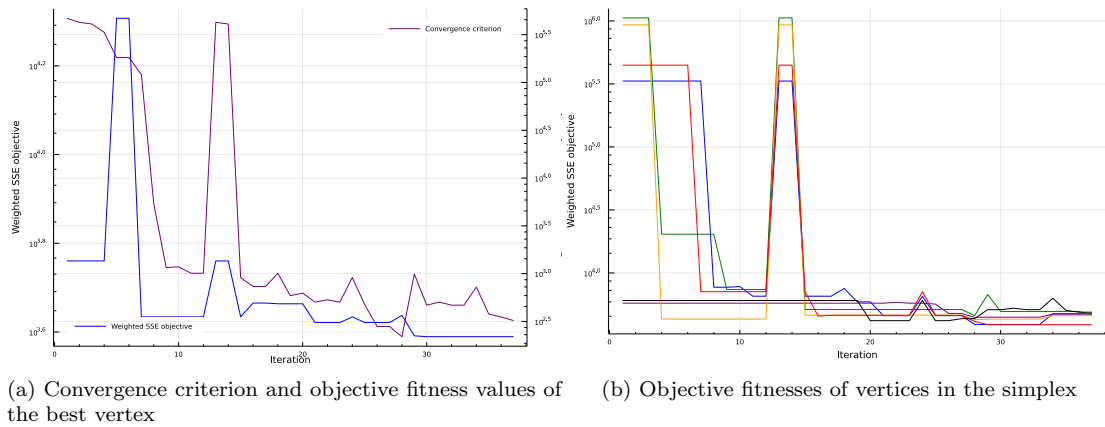 Convergence criterion
Weighted SSE objective
10^4.2
10^4.0
10^3.8
10^3.6
Weighted SSE objective
0
10
20
30
Iteration
10^5.5
10^5.0
10^4.5
10^4.0
10^3.5
10^3.0
10^2.5
Weighted SSE objective
10^6.0
10^5.5
10^5.0
10^4.5
10^4.0
0
10
20
30
Iteration
(a) Convergence criterion and objective fitness values of
the best vertex
(b) Objective fitnesses of vertices in the simplex